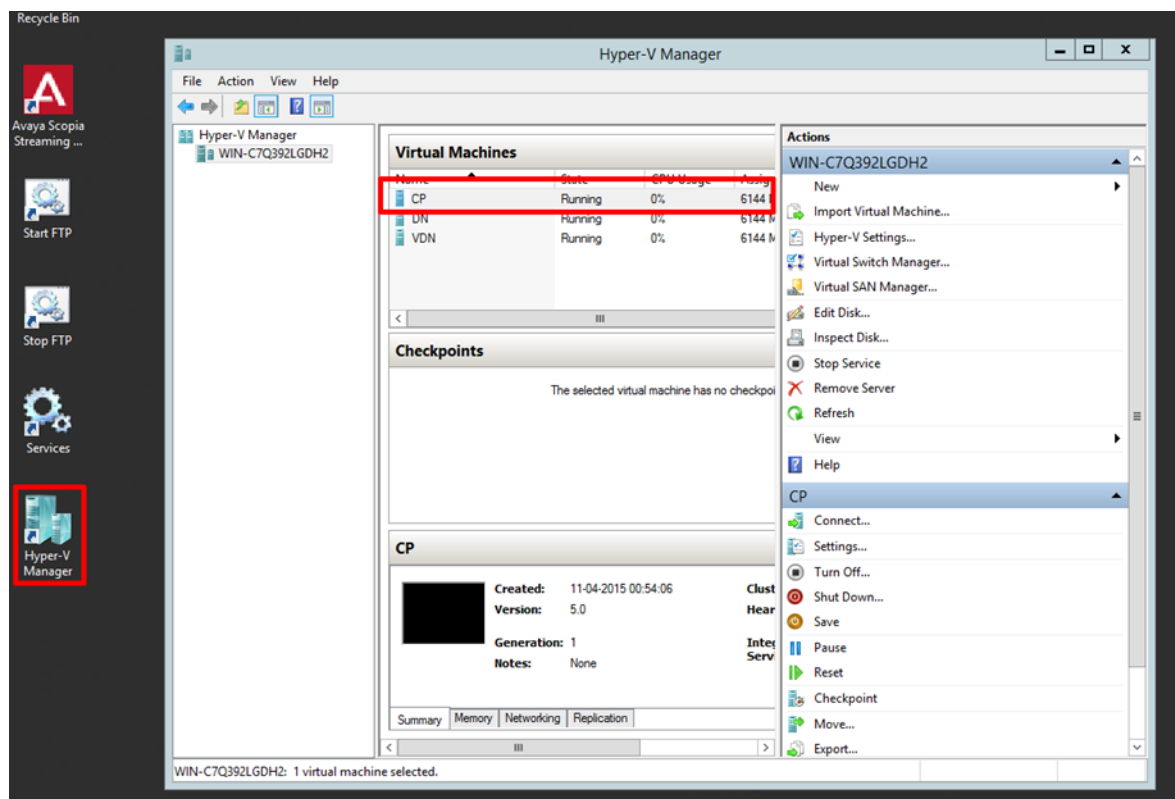 Recycle Bin
Avaya Scopia
Streaming ...
Start FTP
Stop FTP
Services
Hyper-V
Manager
Hyper-V Manager
File Action View Help
Hyper-V Manager
WIN-C7Q392LGDH2
Virtual Machines
Name State CPU Usage Assig
CP Running 0% 6144
DN Running 0% 6144 M
VDN Running 0% 6144 M
Checkpoints
The selected virtual machine has no checkpoi
CP
Created: 11-04-2015 00:54:06 Clust
Version: 5.0 Hear
Generation: 1 Integ
Servi
Notes: None
Summary Memory Networking Replication
Actions
WIN-C7Q392LGDH2
New
Import Virtual Machine...
Hyper-V Settings...
Virtual Switch Manager...
Virtual SAN Manager...
Edit Disk...
Inspect Disk...
Stop Service
Remove Server
Refresh
View
Help
CP
Connect...
Settings...
Turn Off...
Shut Down...
Save
Pause
Reset
Checkpoint
Move...
Export...
WIN-C7Q392LGDH2: 1 virtual machine selected.